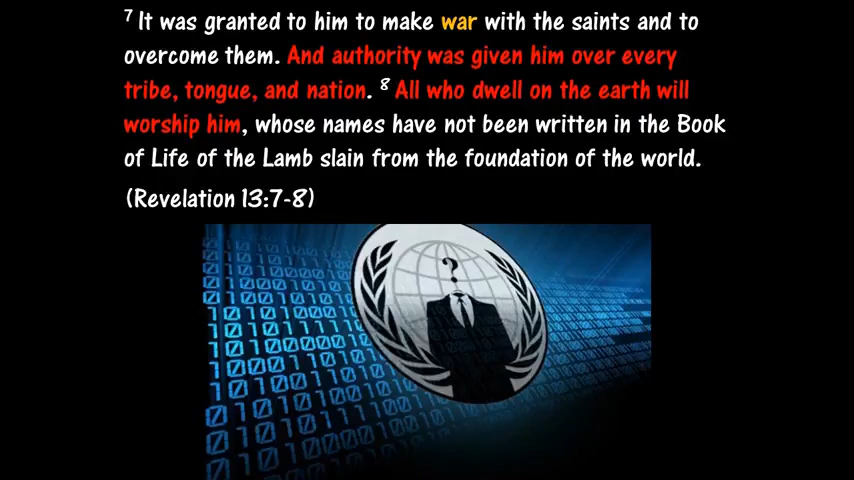 7 It was granted to him to make war with the saints and to
overcome them. And authority was given him over every
tribe, tongue, and nation. 8 All who dwell on the earth will
worship him, whose names have not been written in the Book
of Life of the Lamb slain from the foundation of the world.
(Revelation 13:7-8)
?